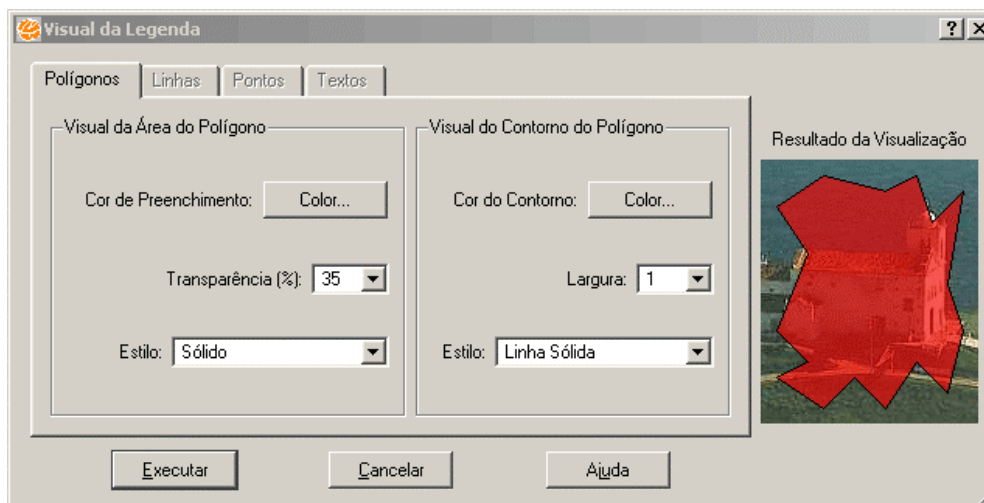 Visual da Legenda
Polígonos Linhas Pontos Textos
Visual da Área do Polígono
Cor de Preenchimento: Color...
Transparência (%): 35
Estilo: Sólido
Visual do Contorno do Polígono
Cor do Contorno: Color...
Largura: 1
Estilo: Linha Sólida
Resultado da Visualização
Executar Cancelar Ajuda